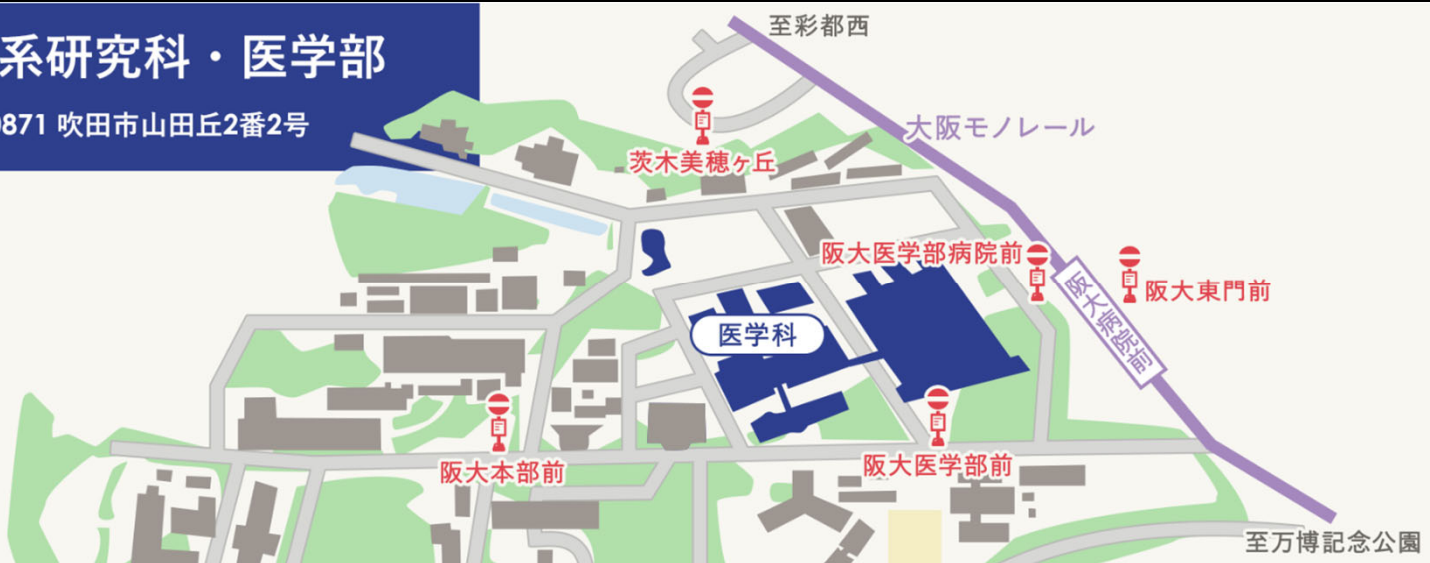 系研究科・医学部
0871 吹田市山田丘2番2号
至彩都西
大阪モノレール
茨木美穂ヶ丘
阪大医学部病院前
阪大東門前
阪大病院前
医学科
阪大本部前
阪大医学部前
至万博記念公園